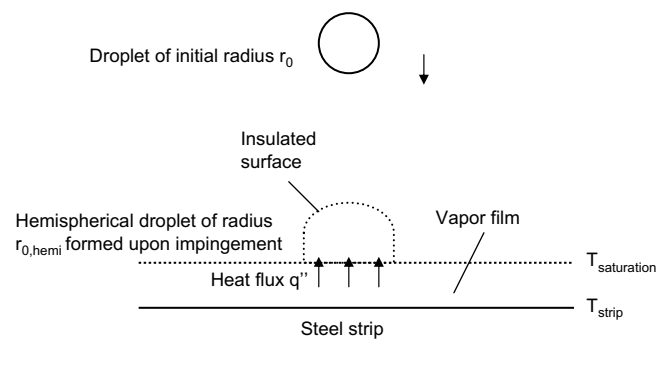 Droplet of initial radius r0
Insulated
surface
Hemispherical droplet of radius
r0,hemi formed upon impingement
Vapor film
Tsaturation
Heat flux q’’
Tstrip
Steel strip